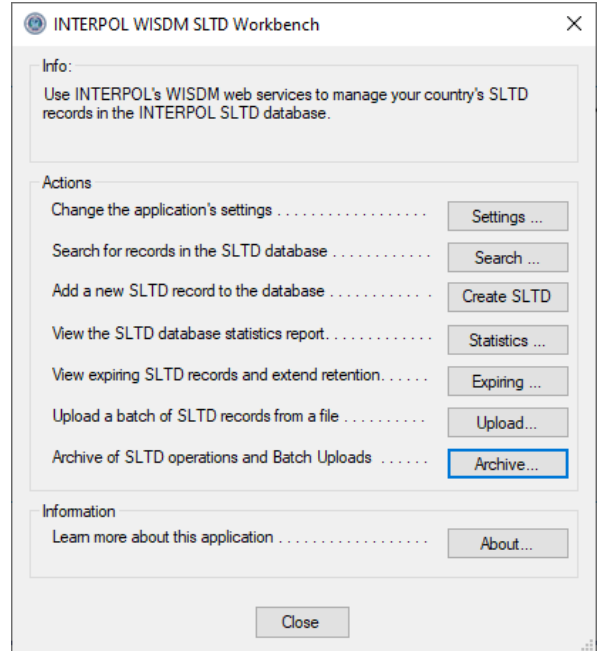 INTERPOL WISDM SLTD Workbench
Info:
Use INTERPOL's WISDM web services to manage your country's SLTD
records in the INTERPOL SLTD database.
Actions
Change the application's settings . . . . . . . . . . . . . . . . . . Settings ...
Search for records in the SLTD database . . . . . . . . . . . . Search ...
Add a new SLTD record to the database . . . . . . . . . . . . Create SLTD
View the SLTD database statistics report. . . . . . . . . . . . . Statistics ...
View expiring SLTD records and extend retention. . . . . . Expiring ...
Upload a batch of SLTD records from a file . . . . . . . . . . Upload...
Archive of SLTD operations and Batch Uploads . . . . . . Archive...
Information
Learn more about this application . . . . . . . . . . . . . . . . . . About...
Close